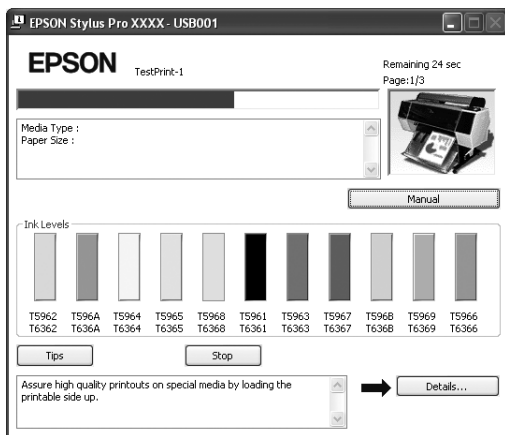 EPSON Stylus Pro XXXX - USB001
EPSON
TestPrint-1
Remaining 24 sec
Page:1/3
Media Type :
Paper Size :
Manual
Ink Levels
T5962 T596A T5964 T5965 T5968 T5961 T5963 T5967 T596B T5969 T5966
T6362 T636A T6364 T6365 T6368 T6361 T6363 T6367 T636B T6369 T6366
Tips
Stop
Assure high quality printouts on special media by loading the
printable side up.
Details...